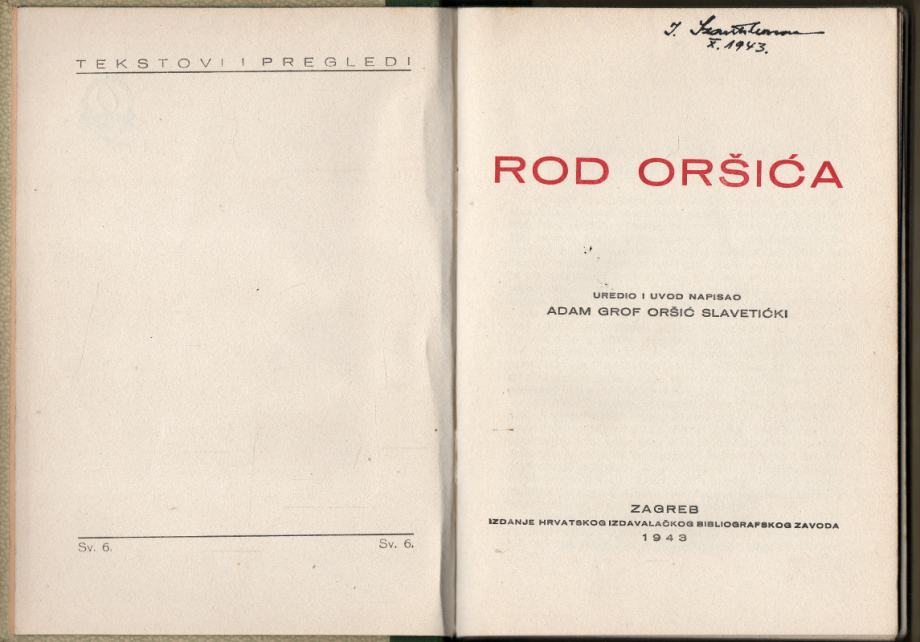 TEKSTOVI I PREGLEDI
Sv. 6.
Sv. 6.
X. 1943.
ROD ORŠIĆA
UREDIO I UVOD NAPISAO
ADAM GROF ORŠIĆ SLAVETIĆKI
ZAGREB
IZDANJE HRVATSKOG IZDAVALAČKOG BIBLIOGRAFSKOG ZAVODA
1943